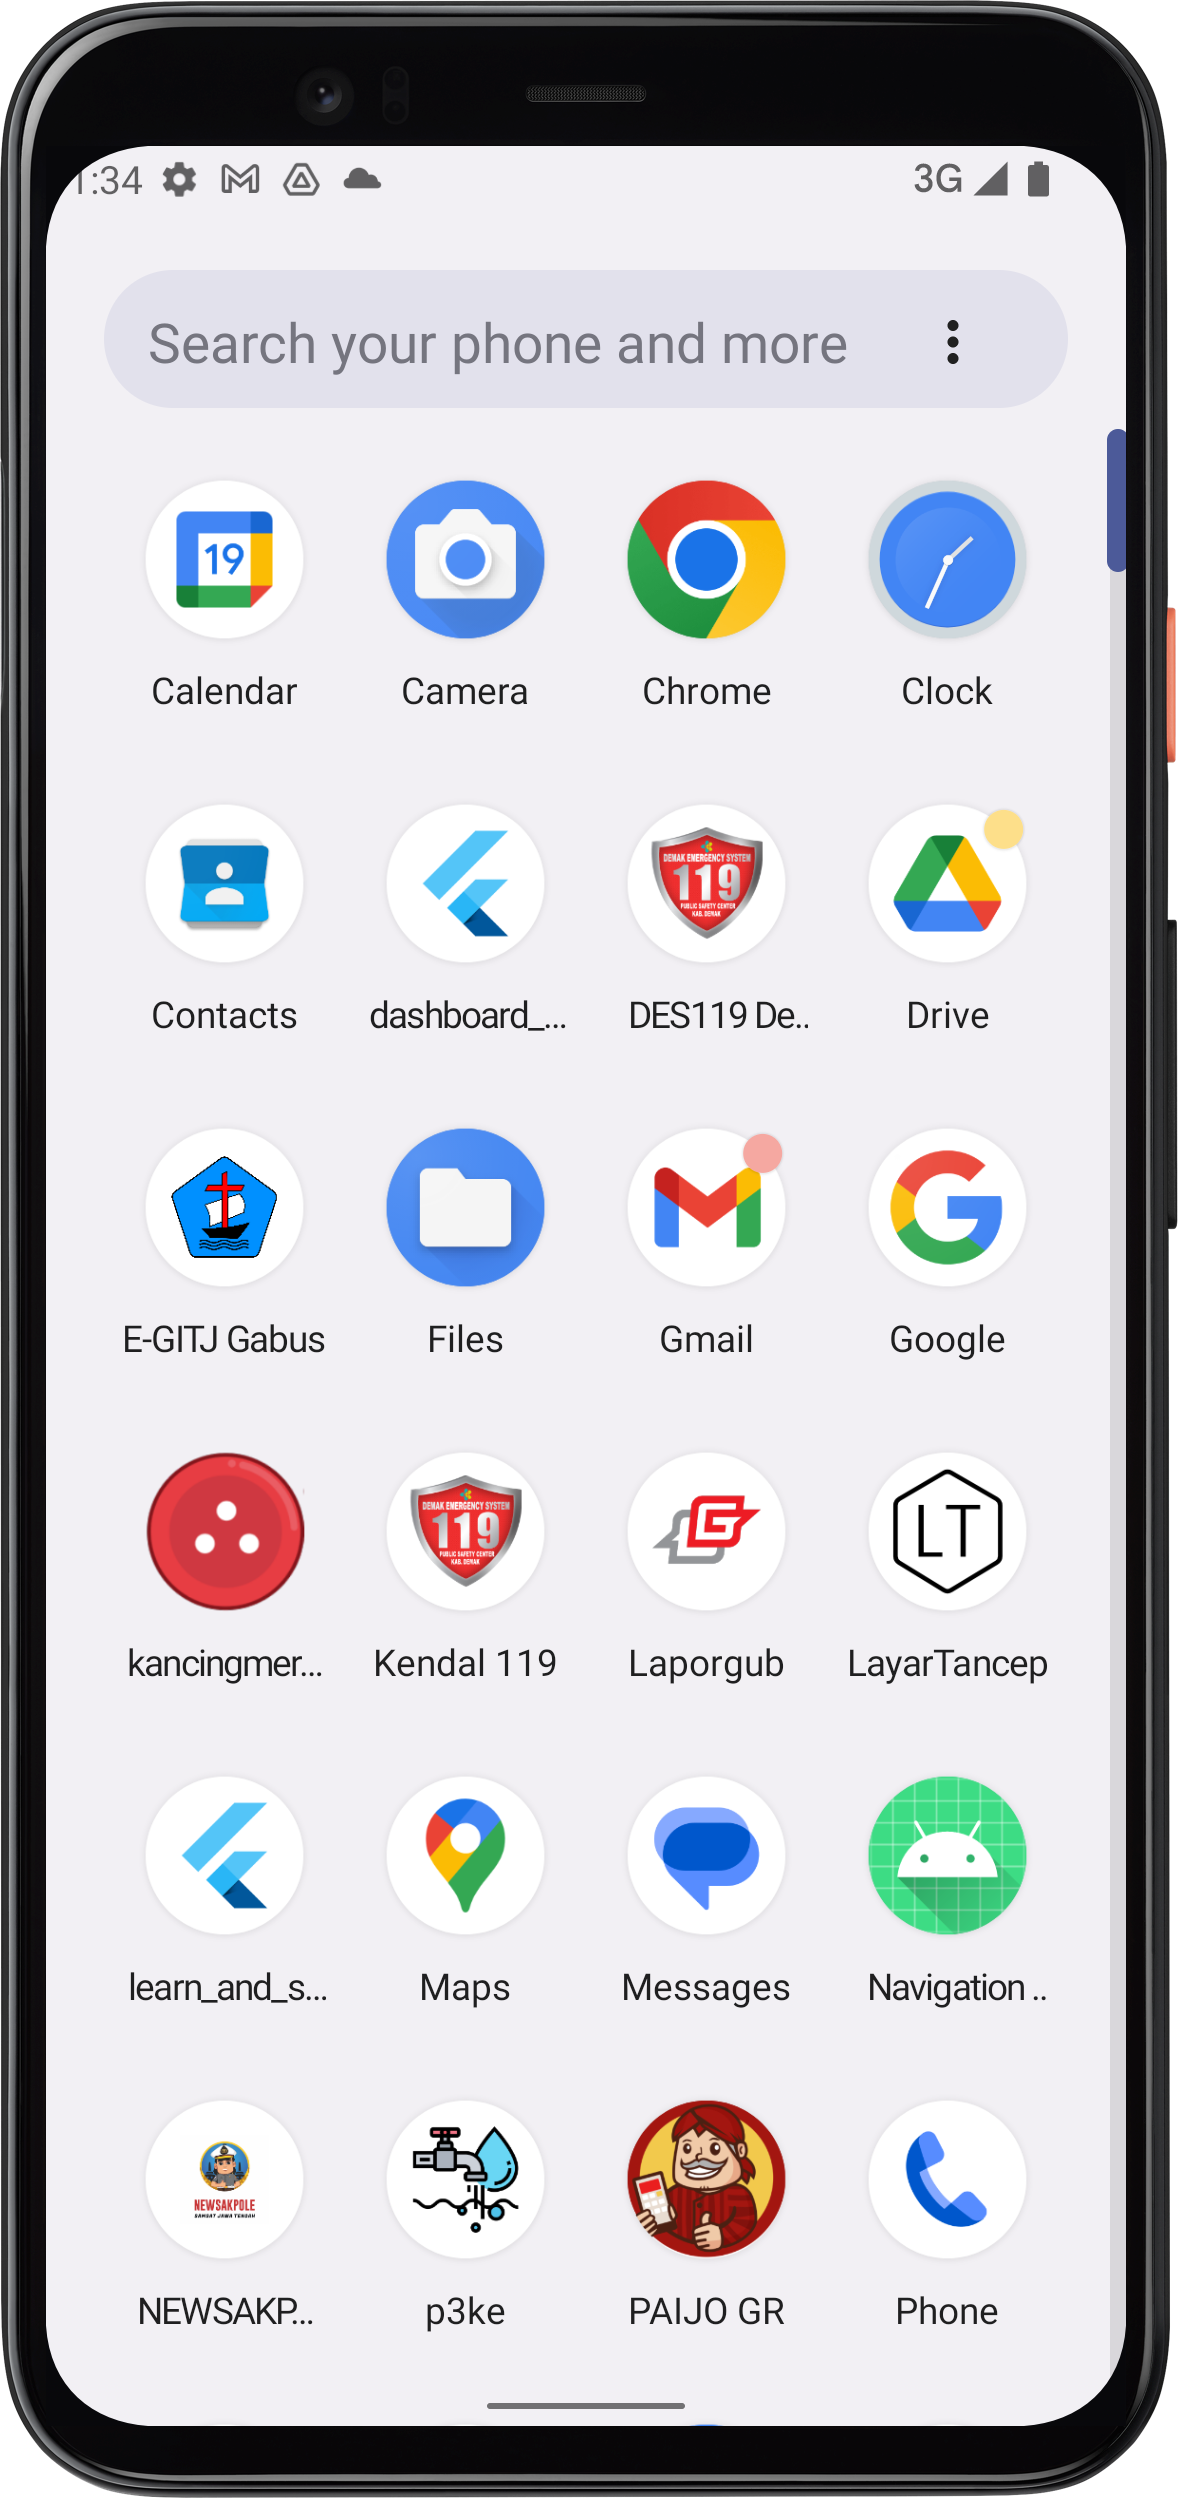 1:34
3G
Search your phone and more
19
Calendar
Camera
Chrome
Clock
DEMAK EMERGENCY SYSTEM
119
PUBLIC SAFETY CENTER
KAB. DEMAK
Contacts
dashboard_...
DES119 De..
Drive
E-GITJ Gabus
Files
Gmail
Google
DEMAK EMERGENCY SYSTEM
119
PUBLIC SAFETY CENTER
KAB. DEMAK
LT
kancingmer...
Kendal 119
Laporgub
LayarTancep
learn_and_s...
Maps
Messages
Navigation ..
NEWSAKPOLE
SAMSAT JAWA TENGAH
NEWSAKP...
p3ke
PAIJO GR
Phone